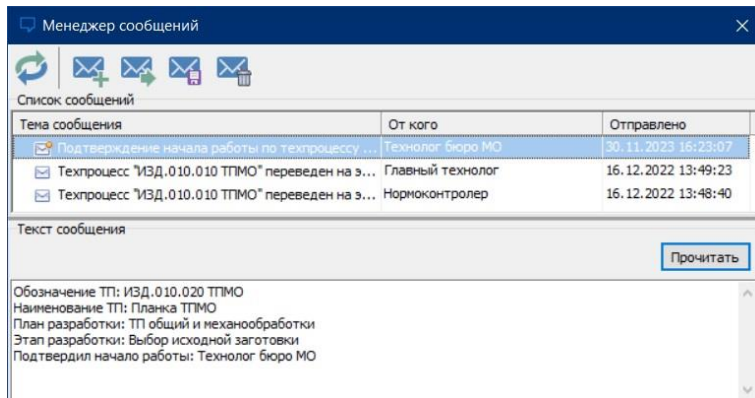 Менеджер сообщений
Список сообщений
Тема сообщения От кого Отправлено
Подтверждение начала работы по техпроцессу ... Технолог бюро МО 30.11.2023 16:23:07
Техпроцесс "ИЗД.010.010 ТПМО" переведен на э... Главный технолог 16.12.2022 13:49:23
Техпроцесс "ИЗД.010.010 ТПМО" переведен на э... Нормоконтролер 16.12.2022 13:48:40
Текст сообщения
Прочитать
Обозначение ТП: ИЗД.010.020 ТПМО
Наименование ТП: Планка ТПМО
План разработки: ТП общий и механообработки
Этап разработки: Выбор исходной заготовки
Подтвердил начало работы: Технолог бюро МО